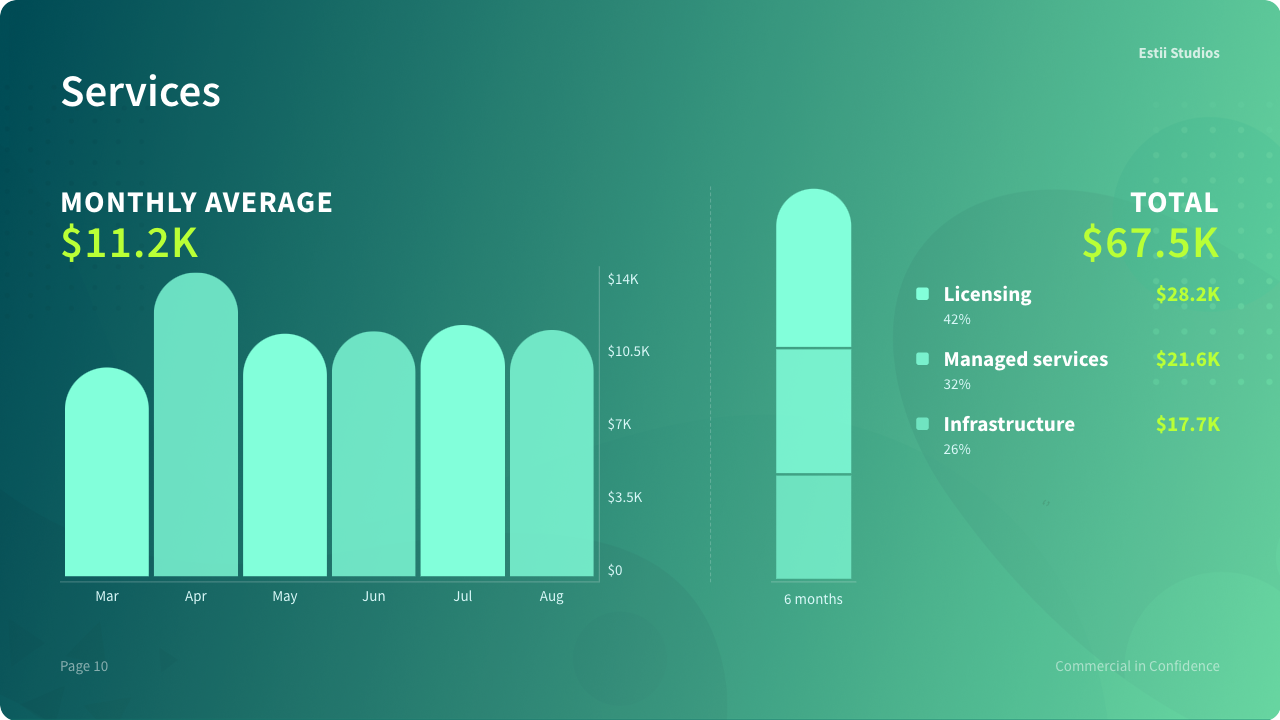 Estii Studios
Services
MONTHLY AVERAGE
$11.2K
$14K
$10.5K
$7K
$3.5K
$0
Mar Apr May Jun Jul Aug
6 months
TOTAL
$67.5K
Licensing $28.2K
42%
Managed services $21.6K
32%
Infrastructure $17.7K
26%
Page 10
Commercial in Confidence